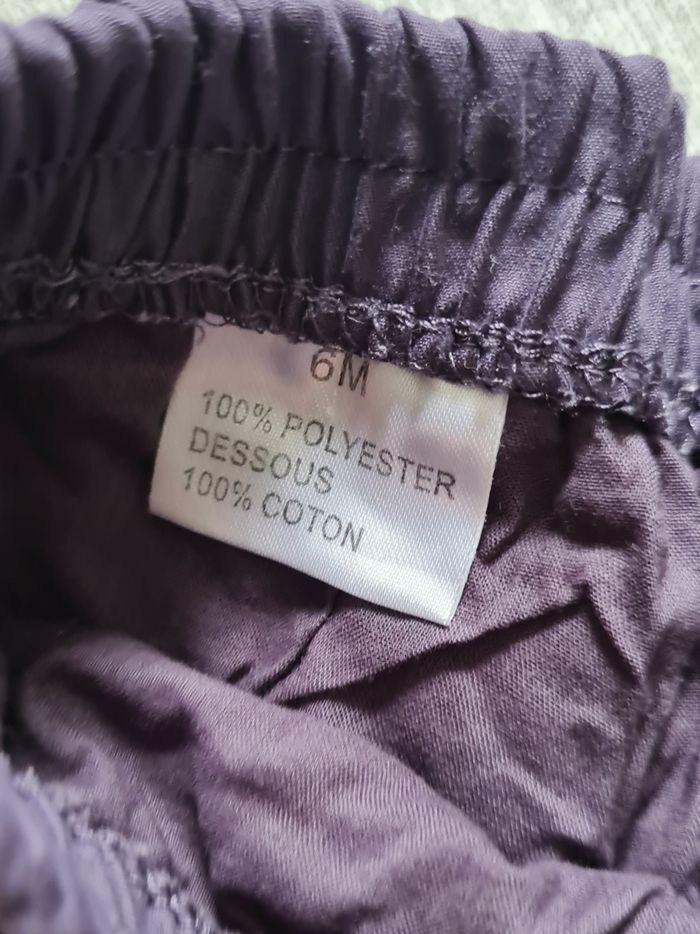 6M
100% POLYESTER
DESSOUS
100% COTON